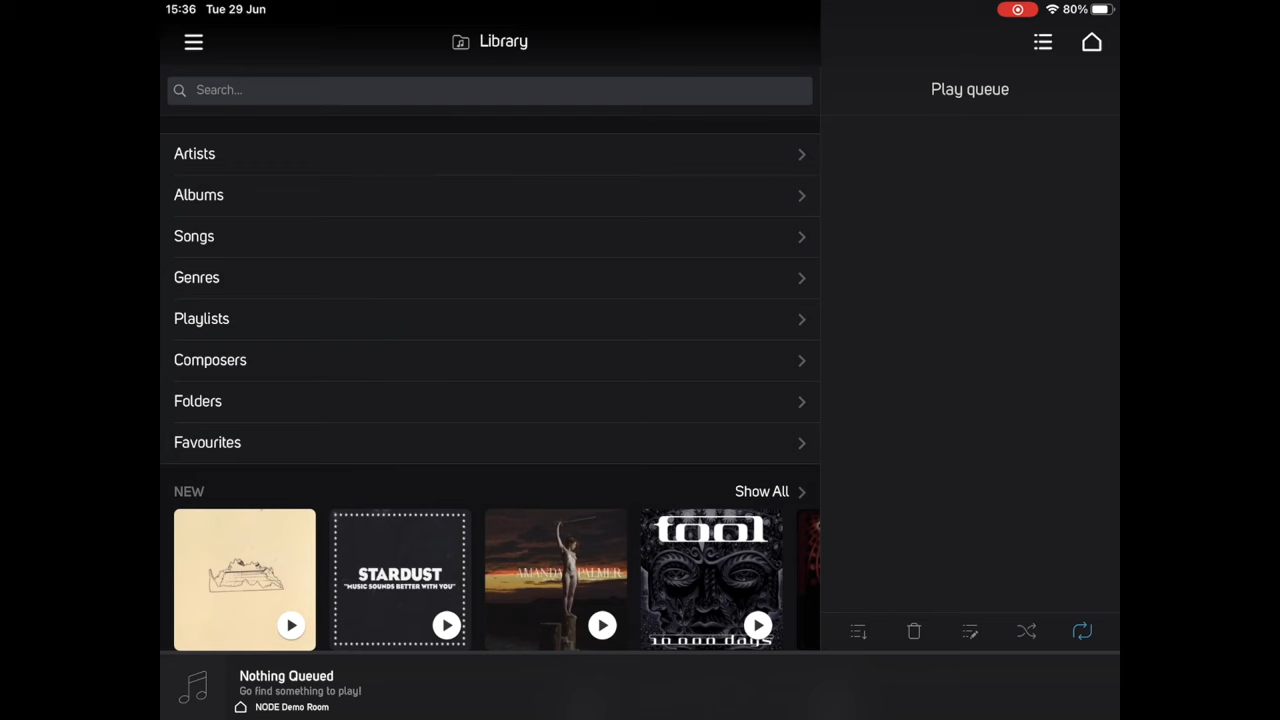 15:36 Tue 29 Jun
80%
Library
Search...
Play queue
Artists
Albums
Songs
Genres
Playlists
Composers
Folders
Favourites
NEW
Show All
STARDUST
"MUSIC SOUNDS BETTER WITH YOU"
AMANDA PALMER
tool
10,000 days
Nothing Queued
Go find something to play!
NODE Demo Room